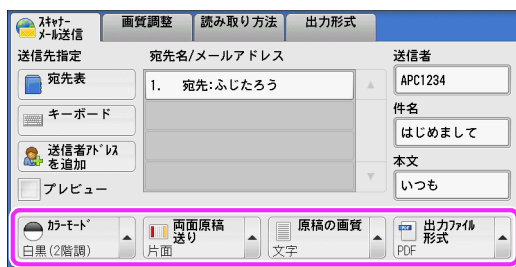 スキャナー
メール送信
画質調整
読み取り方法
出力形式
送信先指定
宛先名/メールアドレス
送信者
宛先表
1. 宛先:ふじたろう
APC1234
キーボード
件名
はじめまして
送信者アドレス
を追加
本文
プレビュー
いつも
カラーモード
白黒(2階調)
両面原稿
送り
片面
原稿の画質
文字
出力ファイル
形式
PDF